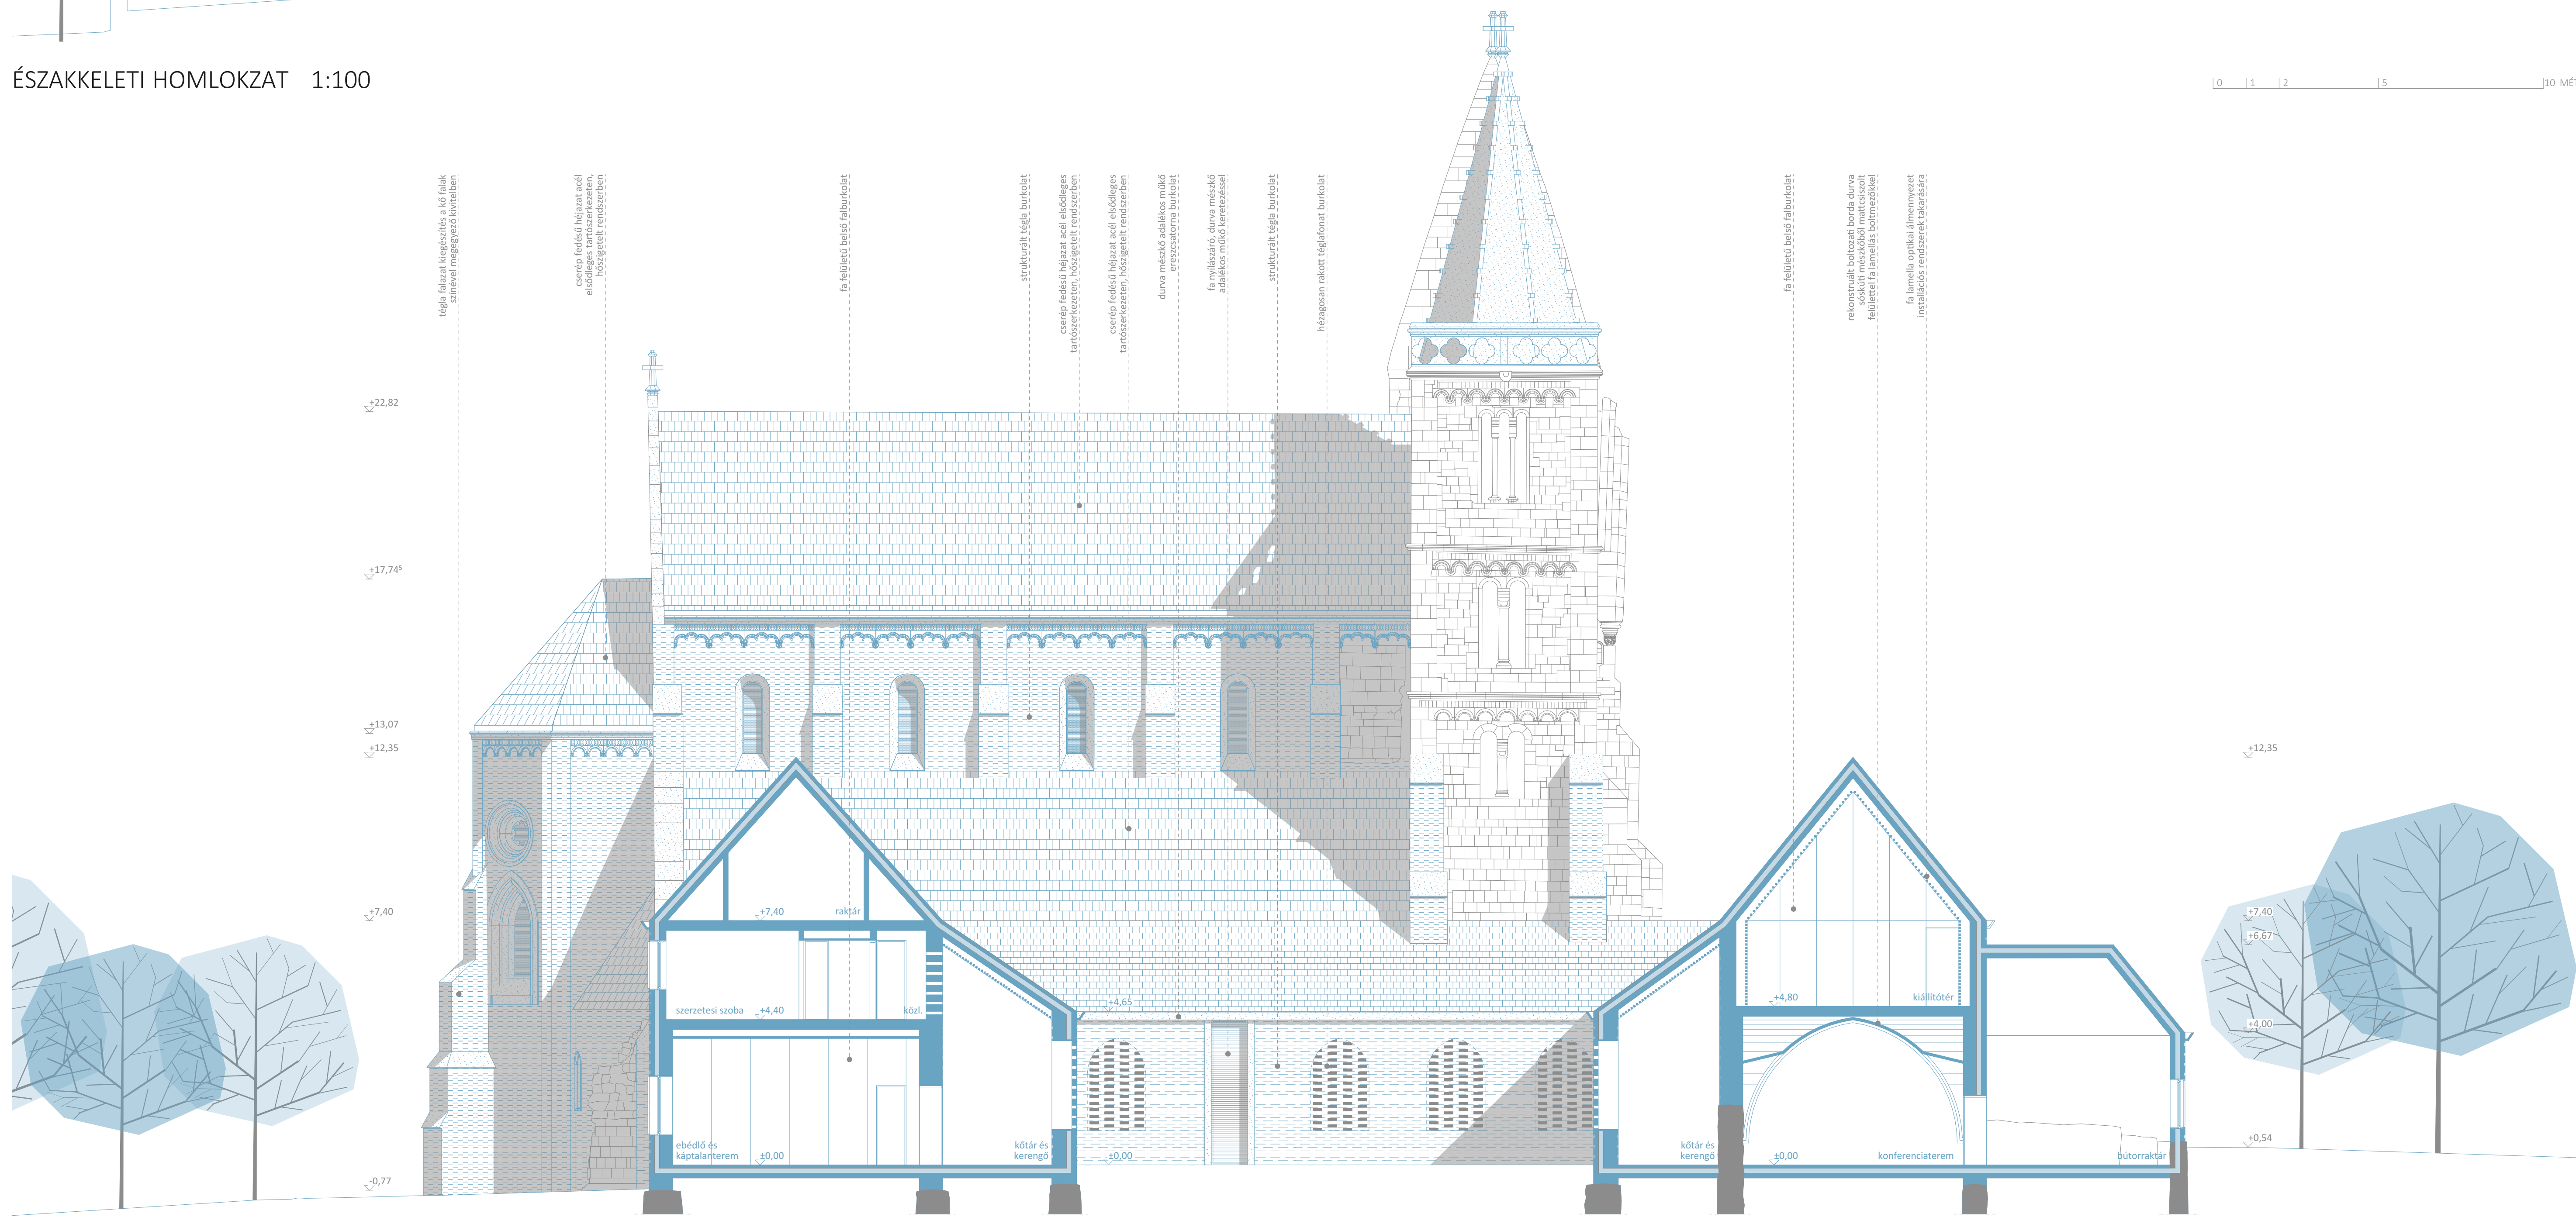 ÉSZAKKELETI HOMLOKZAT 1:100
0 1 2 5 10 MÉT
tégla falazat kiegészítés a kő falak
színével megegyező kivitelben
cserép fedésű héjazat acél
elsődleges tartószerkezeten,
hőszigetelt rendszerben
fa felületű belső falburkolat
strukturált tégla burkolat
cserép fedésű héjazat acél elsődleges
tartószerkezeten, hőszigetelt rendszerben
cserép fedésű héjazat acél elsődleges
tartószerkezeten, hőszigetelt rendszerben
durva mészkő adalékos műkő
ereszcsatorna burkolat
fa nyílászáró, durva mészkő
adalékos műkő keretezéssel
strukturált tégla burkolat
hézagosan rakott téglafonat burkolat
fa felületű belső falburkolat
rekonstruált boltozati borda durva
sóskúti mészkőből mattcsiszolt
felülettel fa lamellás boltmezőkkel
fa lamella optikai álmennyezet
installációs rendszerek takarására
+22,82
+17,74⁵
+13,07
+12,35
+7,40
-0,77
+12,35
+7,40
+6,67
+4,00
+0,54
+7,40 raktár
szerzetesi szoba +4,40 közl.
ebédlő és
káptalanterem ±0,00
kőtár és
kerengő
+4,65
±0,00
kőtár és
kerengő
+4,80 kiállítótér
±0,00 konferenciaterem
bútorraktár